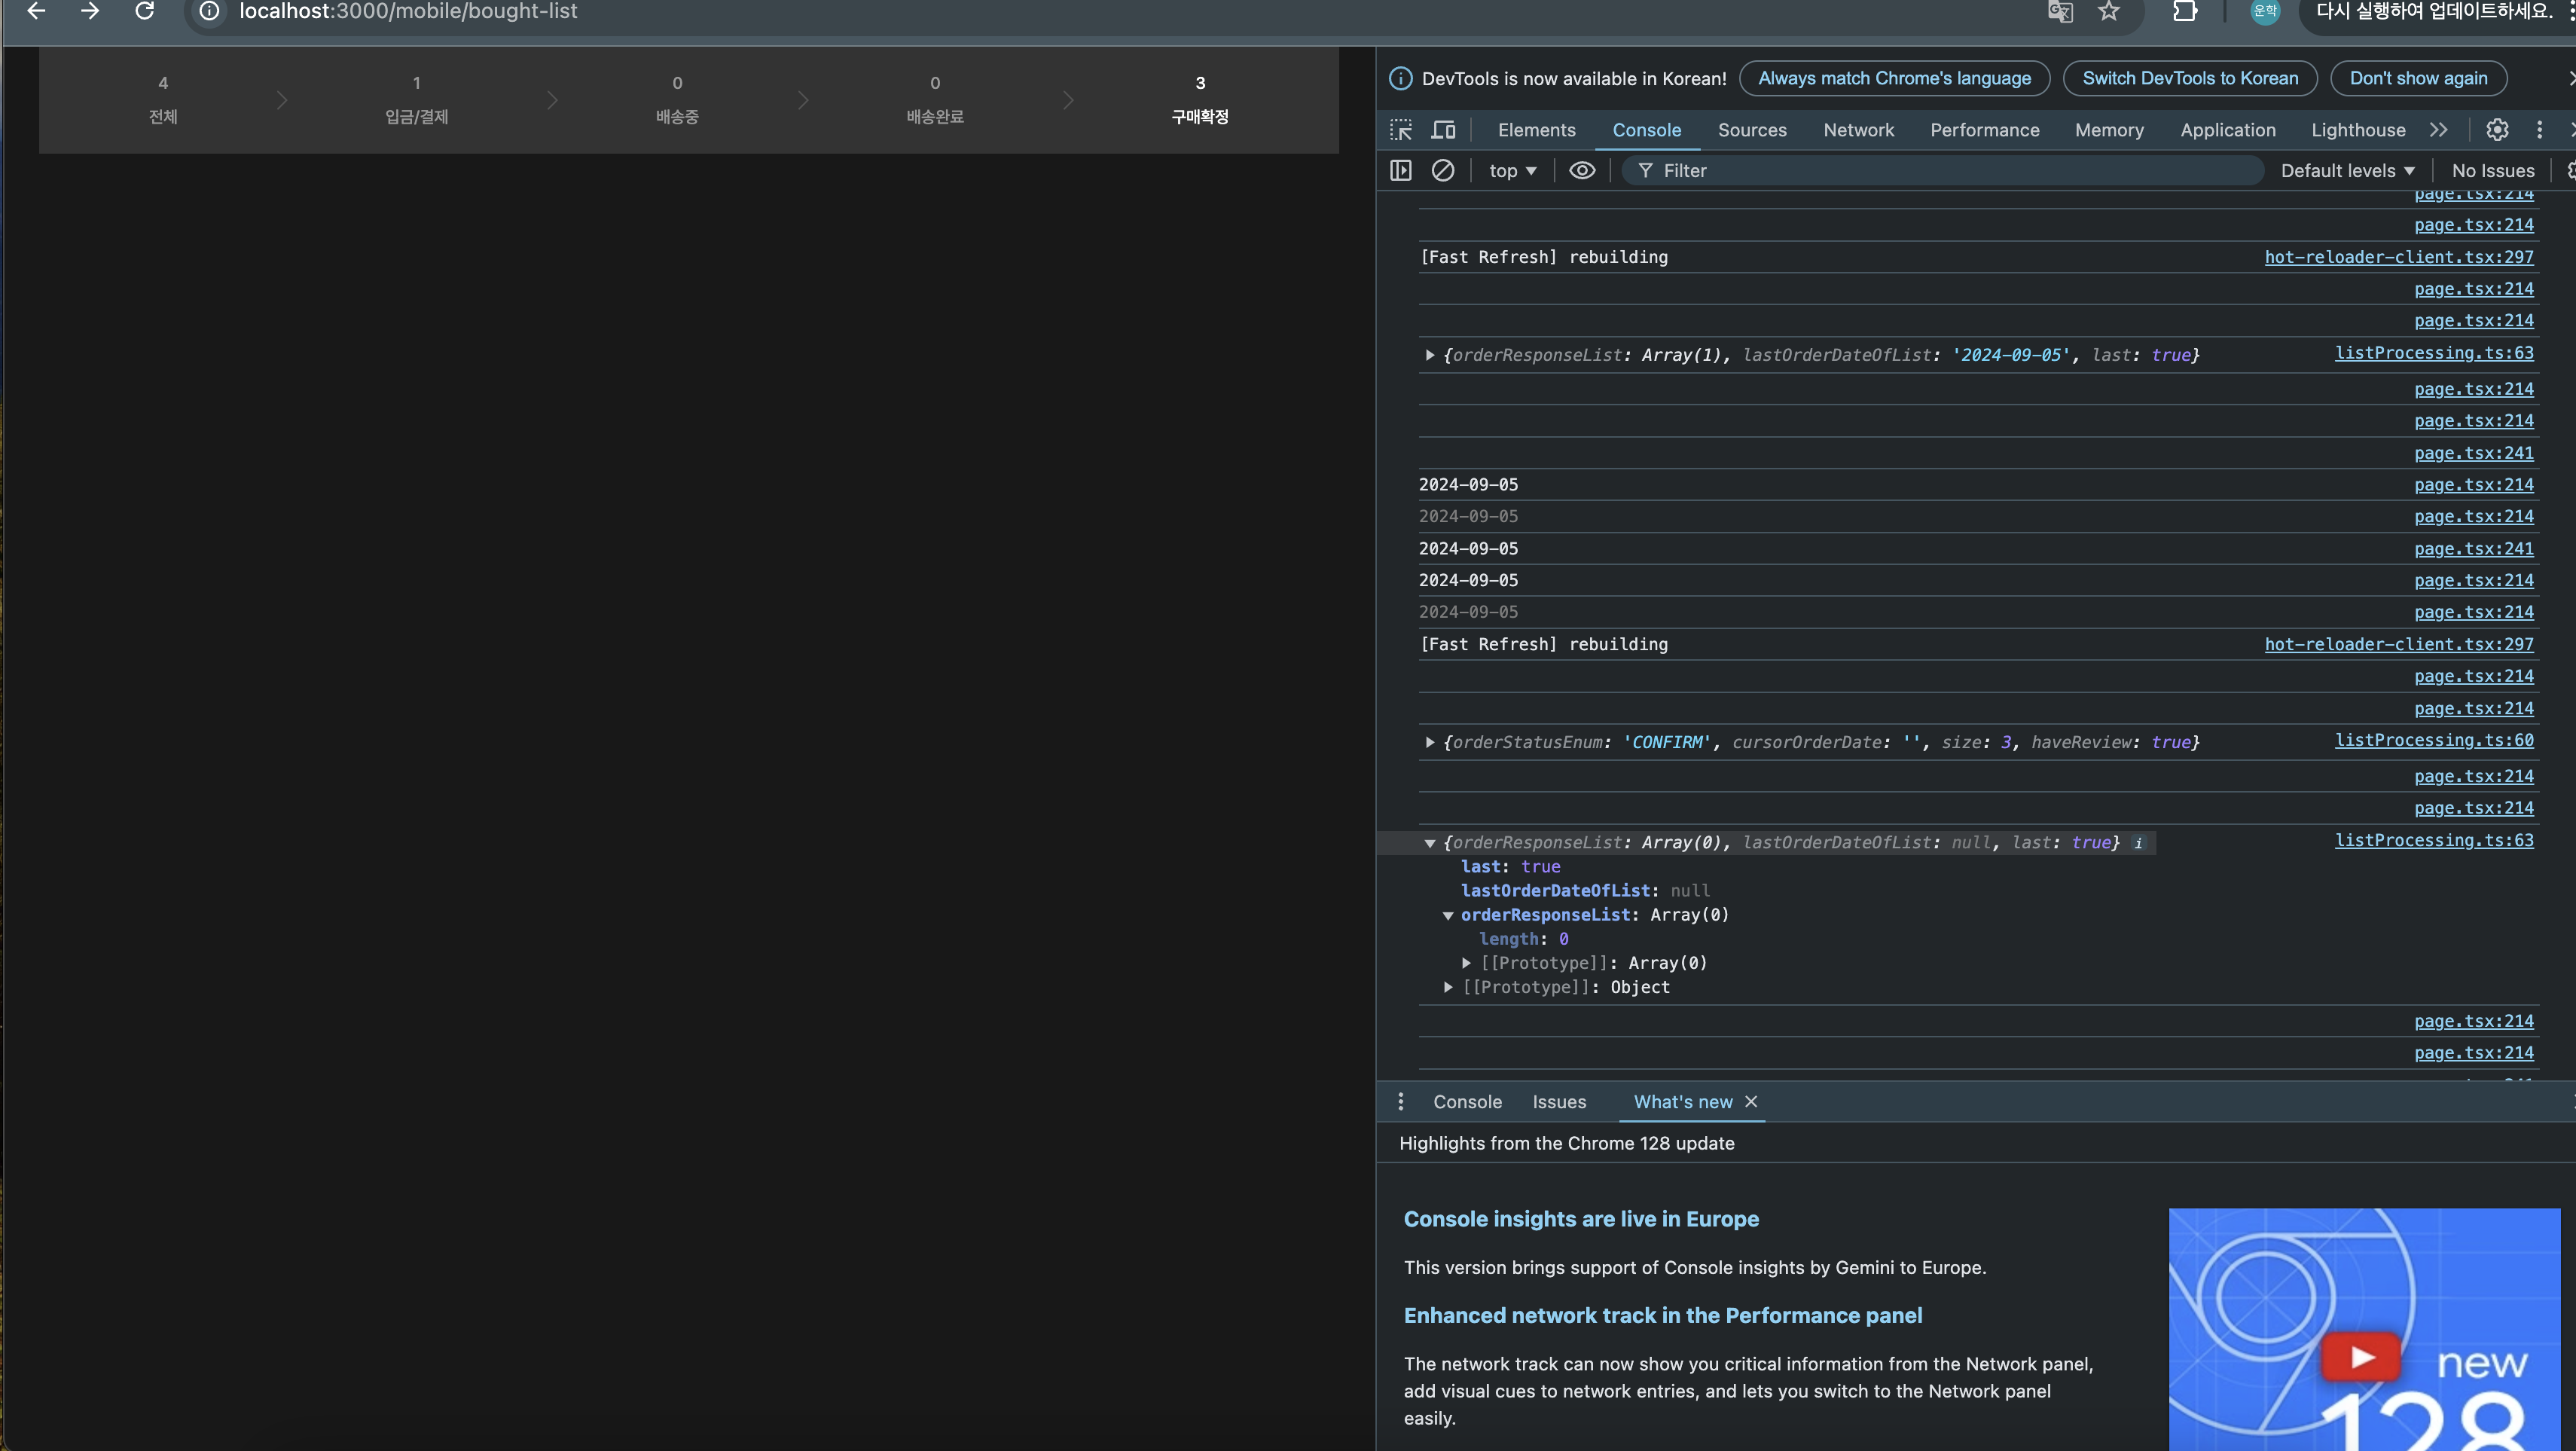 localhost:3000/mobile/bought-list
운학
다시 실행하여 업데이트하세요.
4
전체
1
입금/결제
0
배송중
0
배송완료
3
구매확정
DevTools is now available in Korean!
Always match Chrome's language
Switch DevTools to Korean
Don't show again
Elements Console Sources Network Performance Memory Application Lighthouse
top Filter Default levels No Issues
page.tsx:214
page.tsx:214
[Fast Refresh] rebuilding hot-reloader-client.tsx:297
page.tsx:214
page.tsx:214
{orderResponseList: Array(1), lastOrderDateOfList: '2024-09-05', last: true} listProcessing.ts:63
page.tsx:214
page.tsx:214
page.tsx:241
2024-09-05 page.tsx:214
2024-09-05 page.tsx:214
2024-09-05 page.tsx:241
2024-09-05 page.tsx:214
2024-09-05 page.tsx:214
[Fast Refresh] rebuilding hot-reloader-client.tsx:297
page.tsx:214
page.tsx:214
{orderStatusEnum: 'CONFIRM', cursorOrderDate: '', size: 3, haveReview: true} listProcessing.ts:60
page.tsx:214
page.tsx:214
{orderResponseList: Array(0), lastOrderDateOfList: null, last: true} i listProcessing.ts:63
last: true
lastOrderDateOfList: null
orderResponseList: Array(0)
length: 0
[[Prototype]]: Array(0)
[[Prototype]]: Object
page.tsx:214
page.tsx:214
Console Issues What's new
Highlights from the Chrome 128 update
Console insights are live in Europe
This version brings support of Console insights by Gemini to Europe.
Enhanced network track in the Performance panel
The network track can now show you critical information from the Network panel,
add visual cues to network entries, and lets you switch to the Network panel
easily.
new
128